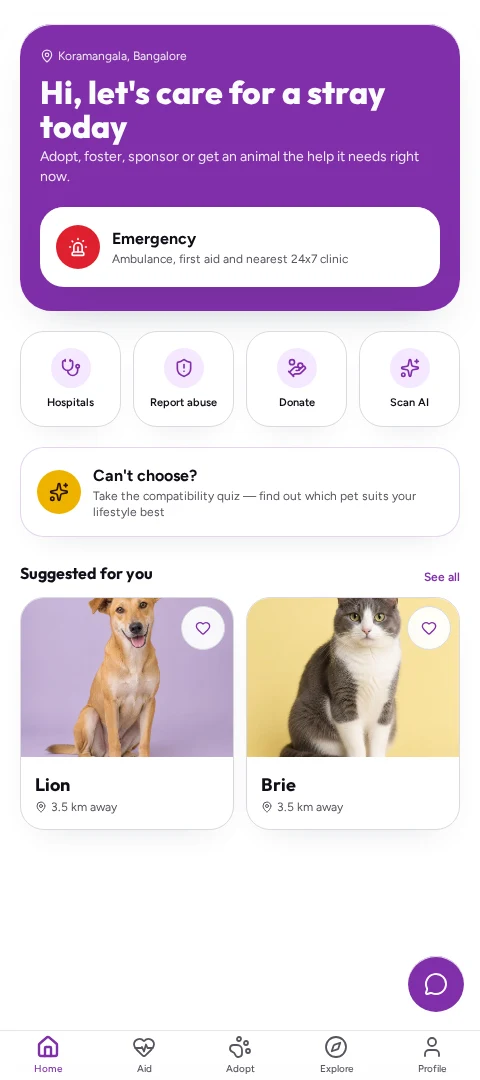 Koramangala, Bangalore
Hi, let's care for a stray
today
Adopt, foster, sponsor or get an animal the help it needs right
now.
Emergency
Ambulance, first aid and nearest 24x7 clinic
Hospitals
Report abuse
Donate
Scan AI
Can't choose?
Take the compatibility quiz — find out which pet suits your
lifestyle best
Suggested for you
See all
Lion
3.5 km away
Brie
3.5 km away
Home
Aid
Adopt
Explore
Profile